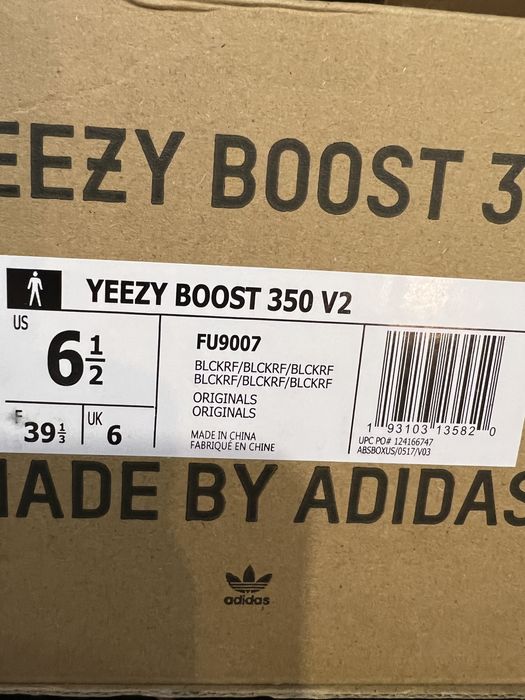 EEZY BOOST 3
YEEZY BOOST 350 V2
US
6 1/2
F
39 1/3
UK
6
FU9007
BLCKRF/BLCKRF/BLCKRF
BLCKRF/BLCKRF/BLCKRF
ORIGINALS
ORIGINALS
MADE IN CHINA
FABRIQUÉ EN CHINE
1 93103 13582 0
UPC PO# 124166747
ABSBOXUS/0517/V03
MADE BY ADIDAS
adidas